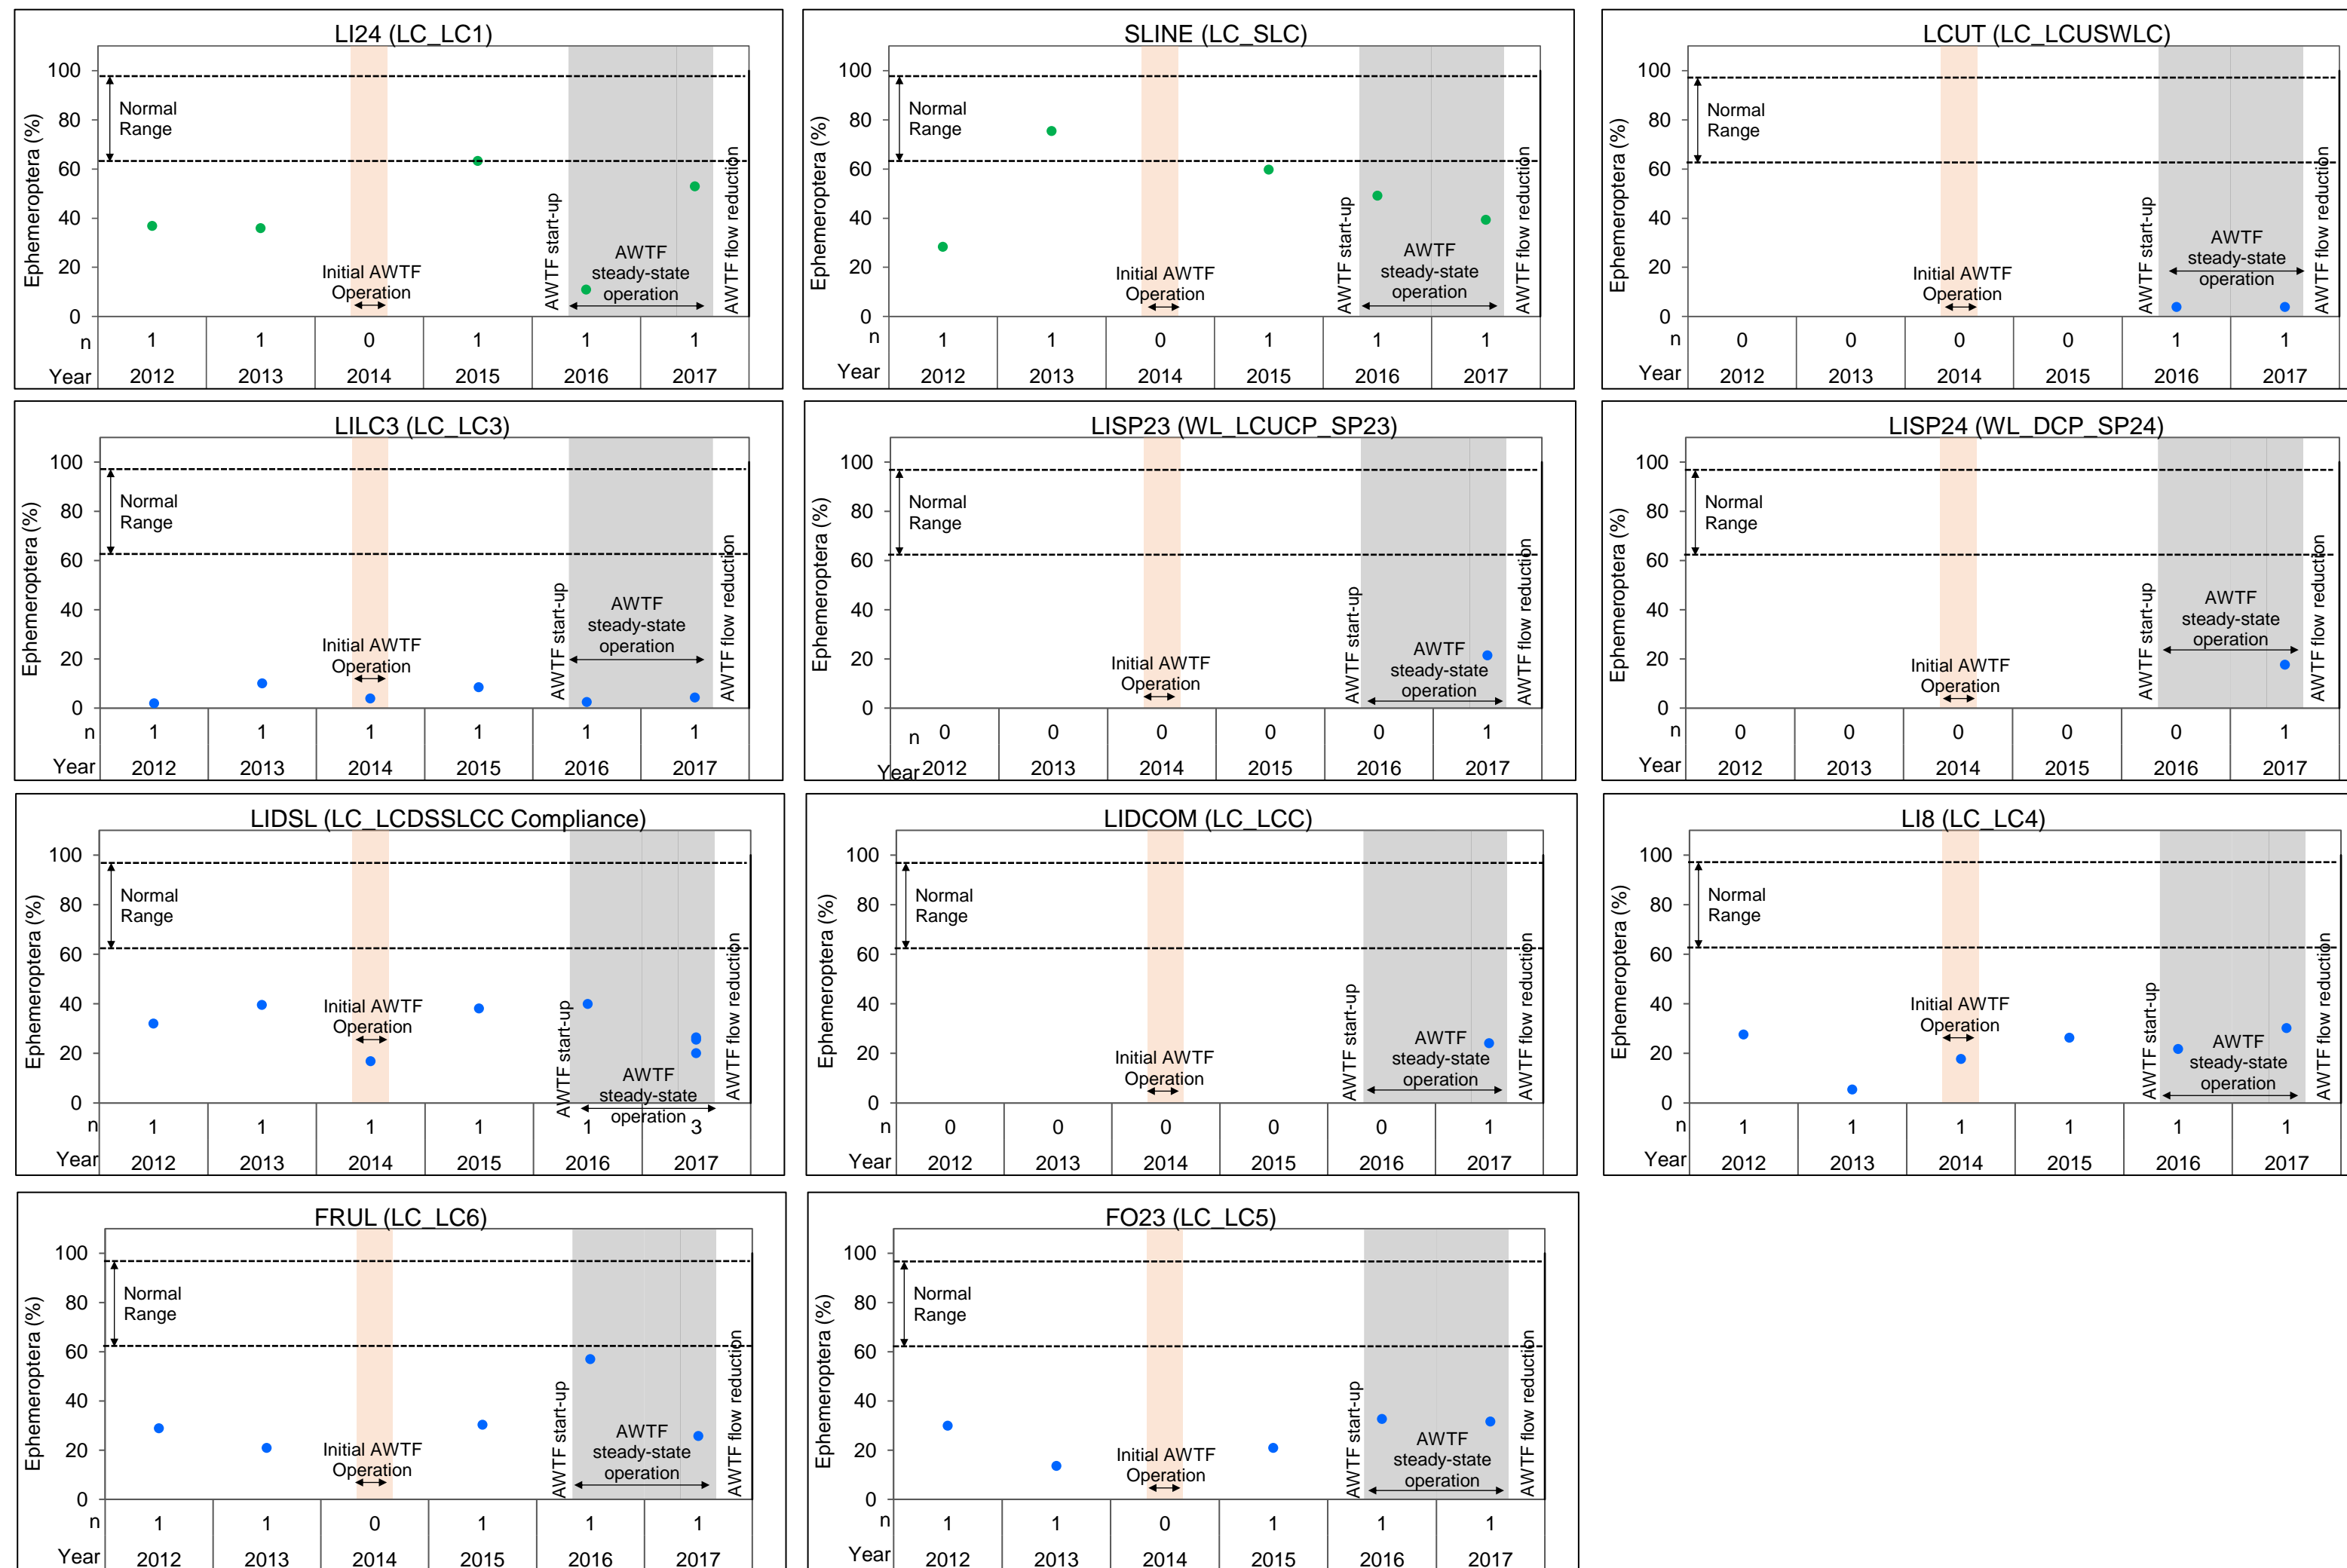 LI24 (LC_LC1)
Ephemeroptera (%)
100
80
60
40
20
0
Normal
Range
Initial AWTF
Operation
AWTF start-up
AWTF
steady-state
operation
AWTF flow reduction
n 1 1 0 1 1 1
Year 2012 2013 2014 2015 2016 2017
SLINE (LC_SLC)
Ephemeroptera (%)
100
80
60
40
20
0
Normal
Range
Initial AWTF
Operation
AWTF start-up
AWTF
steady-state
operation
AWTF flow reduction
n 1 1 0 1 1 1
Year 2012 2013 2014 2015 2016 2017
LCUT (LC_LCUSWLC)
Ephemeroptera (%)
100
80
60
40
20
0
Normal
Range
Initial AWTF
Operation
AWTF start-up
AWTF
steady-state
operation
AWTF flow reduction
n 0 0 0 0 1 1
Year 2012 2013 2014 2015 2016 2017
LILC3 (LC_LC3)
Ephemeroptera (%)
100
80
60
40
20
0
Normal
Range
Initial AWTF
Operation
AWTF start-up
AWTF
steady-state
operation
AWTF flow reduction
n 1 1 1 1 1 1
Year 2012 2013 2014 2015 2016 2017
LISP23 (WL_LCUCP_SP23)
Ephemeroptera (%)
100
80
60
40
20
0
Normal
Range
Initial AWTF
Operation
AWTF start-up
AWTF
steady-state
operation
AWTF flow reduction
n 0 0 0 0 0 1
Year 2012 2013 2014 2015 2016 2017
LISP24 (WL_DCP_SP24)
Ephemeroptera (%)
100
80
60
40
20
0
Normal
Range
Initial AWTF
Operation
AWTF start-up
AWTF
steady-state
operation
AWTF flow reduction
n 0 0 0 0 0 1
Year 2012 2013 2014 2015 2016 2017
LIDSL (LC_LCDSSLCC Compliance)
Ephemeroptera (%)
100
80
60
40
20
0
Normal
Range
Initial AWTF
Operation
AWTF start-up
AWTF
steady-state
operation
AWTF flow reduction
n 1 1 1 1 1 3
Year 2012 2013 2014 2015 2016 2017
LIDCOM (LC_LCC)
Ephemeroptera (%)
100
80
60
40
20
0
Normal
Range
Initial AWTF
Operation
AWTF start-up
AWTF
steady-state
operation
AWTF flow reduction
n 0 0 0 0 0 1
Year 2012 2013 2014 2015 2016 2017
LI8 (LC_LC4)
Ephemeroptera (%)
100
80
60
40
20
0
Normal
Range
Initial AWTF
Operation
AWTF start-up
AWTF
steady-state
operation
AWTF flow reduction
n 1 1 1 1 1 1
Year 2012 2013 2014 2015 2016 2017
FRUL (LC_LC6)
Ephemeroptera (%)
100
80
60
40
20
0
Normal
Range
Initial AWTF
Operation
AWTF start-up
AWTF
steady-state
operation
AWTF flow reduction
n 1 1 0 1 1 1
Year 2012 2013 2014 2015 2016 2017
FO23 (LC_LC5)
Ephemeroptera (%)
100
80
60
40
20
0
Normal
Range
Initial AWTF
Operation
AWTF start-up
AWTF
steady-state
operation
AWTF flow reduction
n 1 1 0 1 1 1
Year 2012 2013 2014 2015 2016 2017